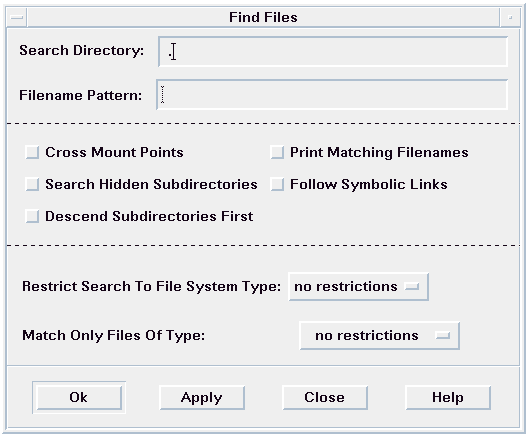 Find Files
Search Directory: .
Filename Pattern:
Cross Mount Points Print Matching Filenames
Search Hidden Subdirectories Follow Symbolic Links
Descend Subdirectories First
Restrict Search To File System Type: no restrictions
Match Only Files Of Type: no restrictions
Ok Apply Close Help